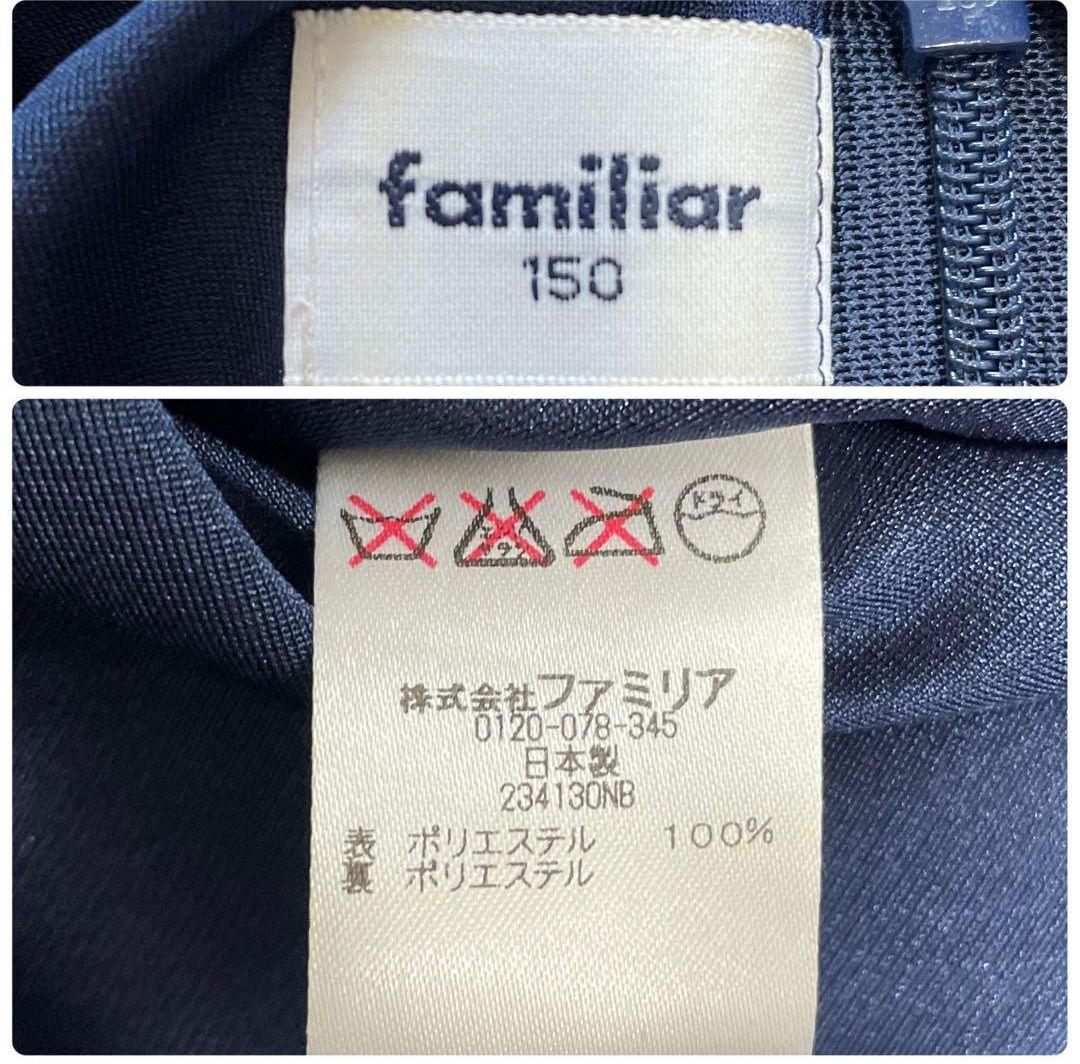 familiar
150
ドライ
株式会社ファミリア
0120-078-345
日本製
234130NB
表 ポリエステル 100%
裏 ポリエステル